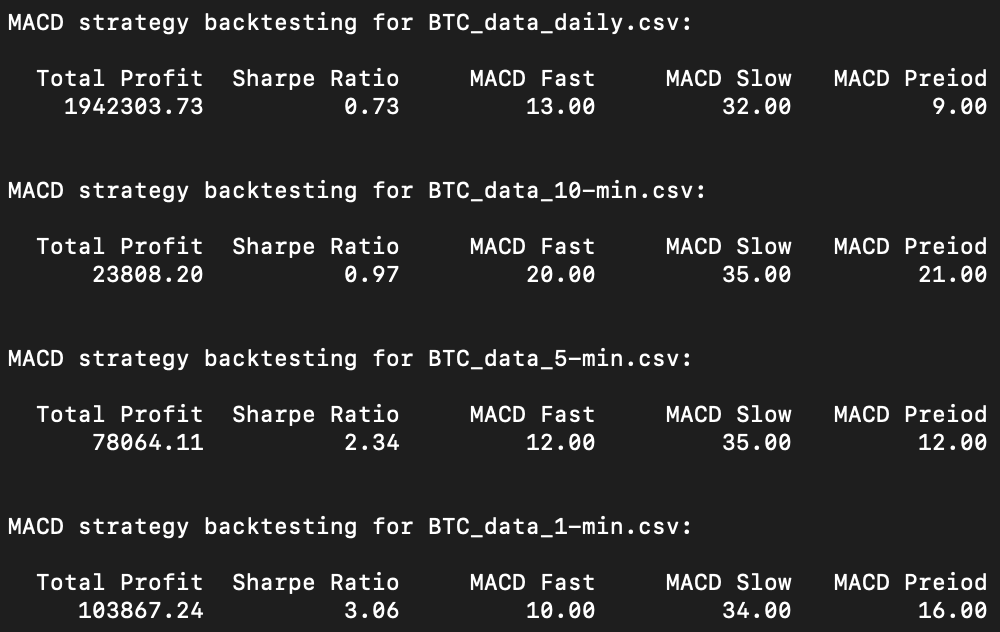 MACD strategy backtesting for BTC_data_daily.csv:
Total Profit Sharpe Ratio MACD Fast MACD Slow MACD Preiod
1942303.73 0.73 13.00 32.00 9.00
MACD strategy backtesting for BTC_data_10-min.csv:
Total Profit Sharpe Ratio MACD Fast MACD Slow MACD Preiod
23808.20 0.97 20.00 35.00 21.00
MACD strategy backtesting for BTC_data_5-min.csv:
Total Profit Sharpe Ratio MACD Fast MACD Slow MACD Preiod
78064.11 2.34 12.00 35.00 12.00
MACD strategy backtesting for BTC_data_1-min.csv:
Total Profit Sharpe Ratio MACD Fast MACD Slow MACD Preiod
103867.24 3.06 10.00 34.00 16.00